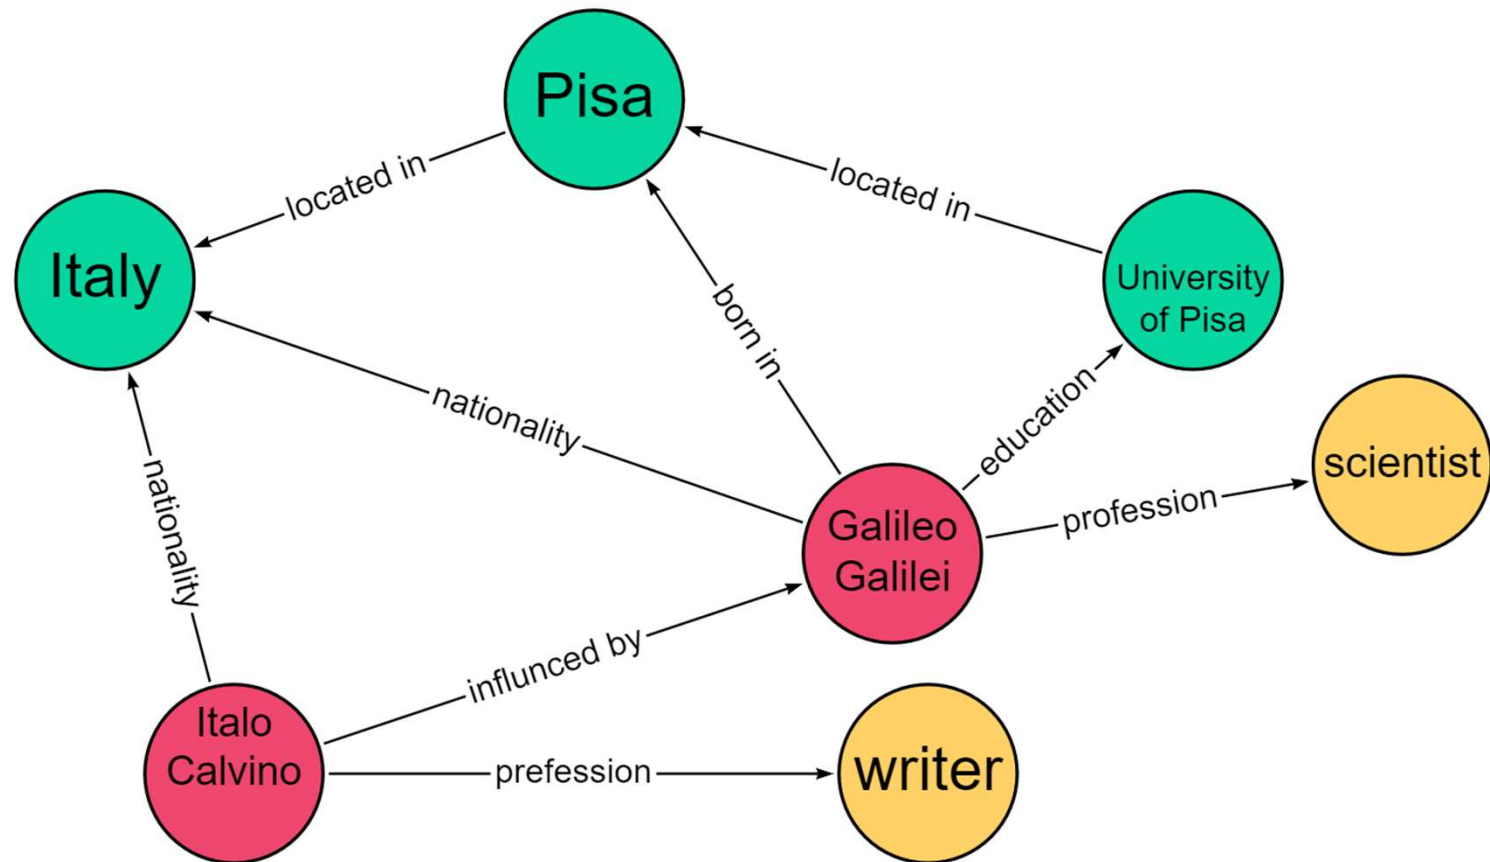 Pisa
located in
located in
Italy
University
of Pisa
born in
nationality
education
scientist
profession
Galileo
Galilei
nationality
influnced by
Italo
Calvino
prefession
writer